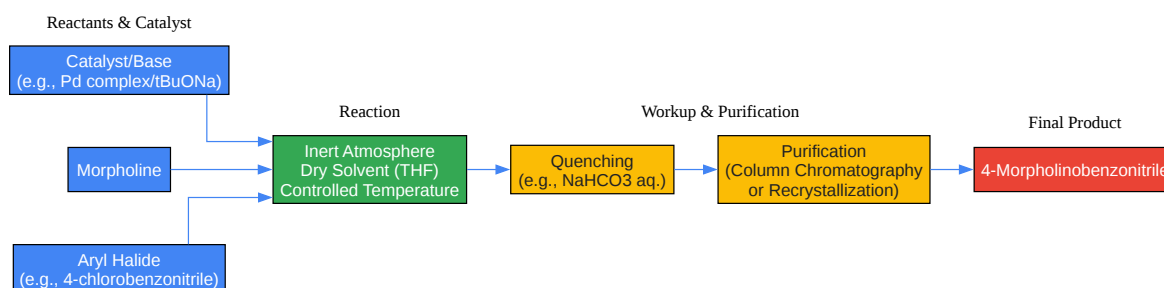 Reactants & Catalyst
Catalyst/Base
(e.g., Pd complex/tBuONa)
Morpholine
Aryl Halide
(e.g., 4-chlorobenzonitrile)
Reaction
Inert Atmosphere
Dry Solvent (THF)
Controlled Temperature
Workup & Purification
Quenching
(e.g., NaHCO3 aq.)
Purification
(Column Chromatography
or Recrystallization)
Final Product
4-Morpholinobenzonitrile